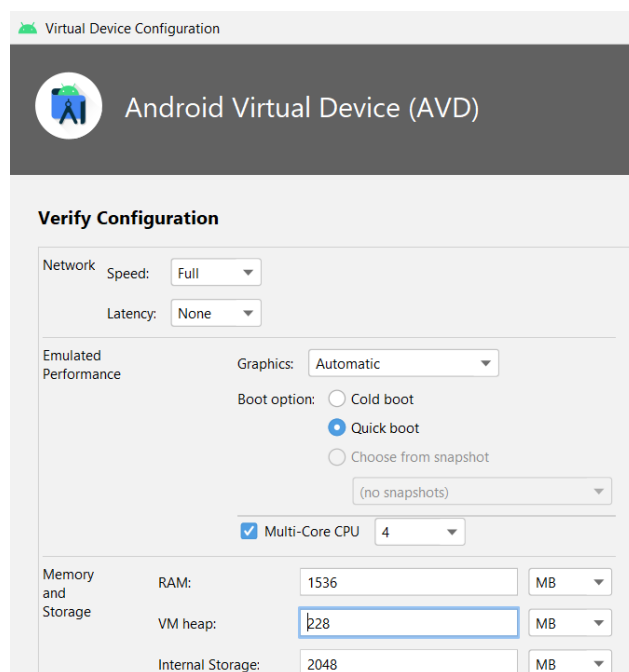 Virtual Device Configuration
Android Virtual Device (AVD)
Verify Configuration
Network Speed: Full
Latency: None
Emulated
Performance
Graphics: Automatic
Boot option: Cold boot
Quick boot
Choose from snapshot
(no snapshots)
Multi-Core CPU 4
Memory
and
Storage
RAM: 1536 MB
VM heap: 228 MB
Internal Storage: 2048 MB